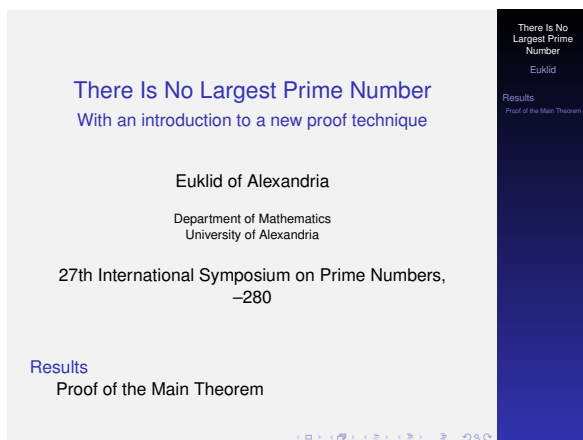 There Is No Largest Prime Number
With an introduction to a new proof technique
Euklid of Alexandria
Department of Mathematics
University of Alexandria
27th International Symposium on Prime Numbers,
–280
Results
Proof of the Main Theorem
There Is No
Largest Prime
Number
Euklid
Results
Proof of the Main Theorem